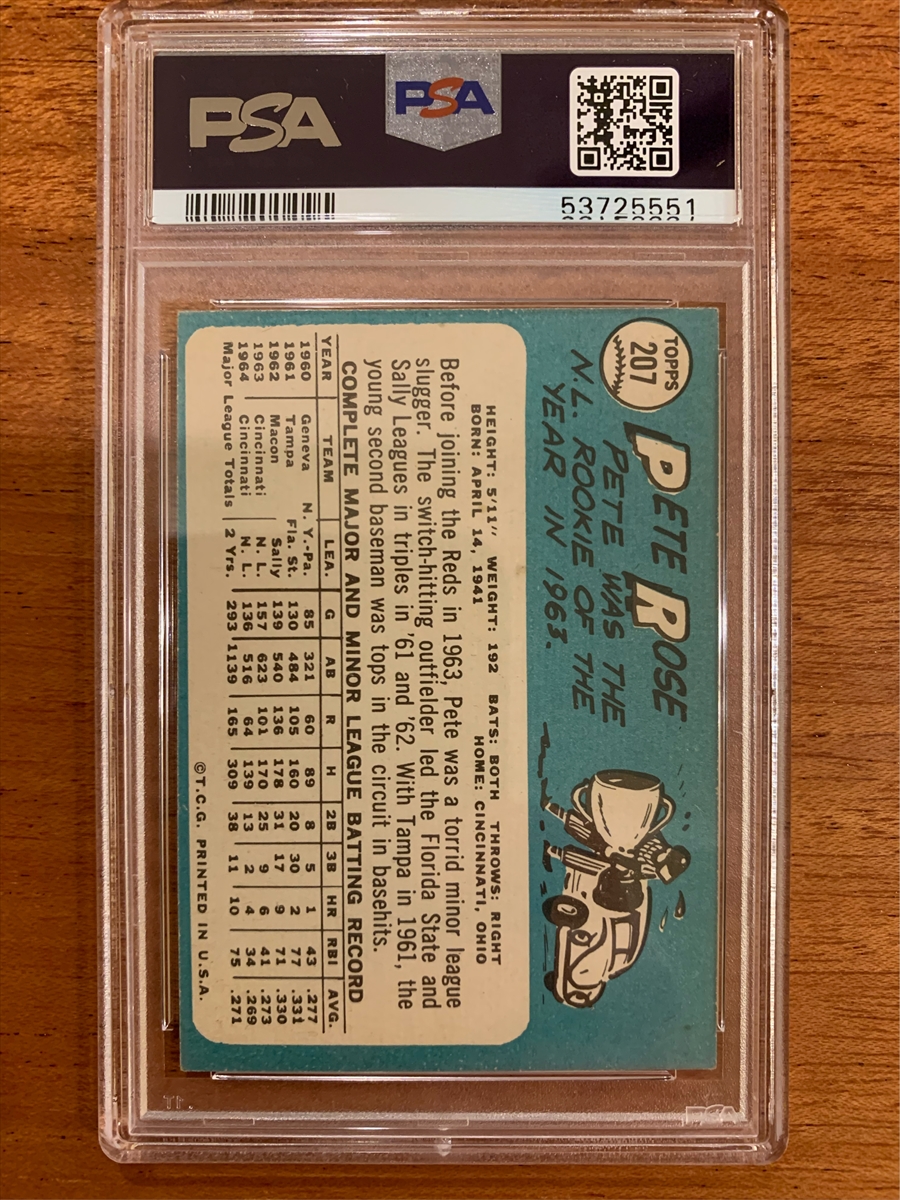 PSA
PSA
53725551
TOPPS
207
PETE ROSE
PETE WAS THE
N.L. ROOKIE OF THE
YEAR IN 1963.
HEIGHT: 5'11" WEIGHT: 192 BATS: BOTH THROWS: RIGHT
BORN: APRIL 14, 1941 HOME: CINCINNATI, OHIO
Before joining the Reds in 1963, Pete was a torrid minor league
slugger. The switch-hitting outfielder led the Florida State and
Sally Leagues in triples in '61 and '62. With Tampa in 1961, the
young second baseman was tops in the circuit in basehits.
COMPLETE MAJOR AND MINOR LEAGUE BATTING RECORD
YEAR TEAM LEA. G AB R H 2B 3B HR RBI AVG.
1960 Geneva N. Y.-Pa. 85 321 60 89 8 5 1 43 .277
1961 Tampa Fla. St. 130 484 105 160 20 30 2 77 .331
1962 Macon Sally 139 540 136 178 31 17 9 71 .330
1963 Cincinnati N. L. 157 623 101 170 25 9 6 41 .273
1964 Cincinnati N. L. 136 516 64 139 13 2 4 34 .269
Major League Totals 2 Yrs. 293 1139 165 309 38 11 10 75 .271
©T.C.G. PRINTED IN U.S.A.
PSA